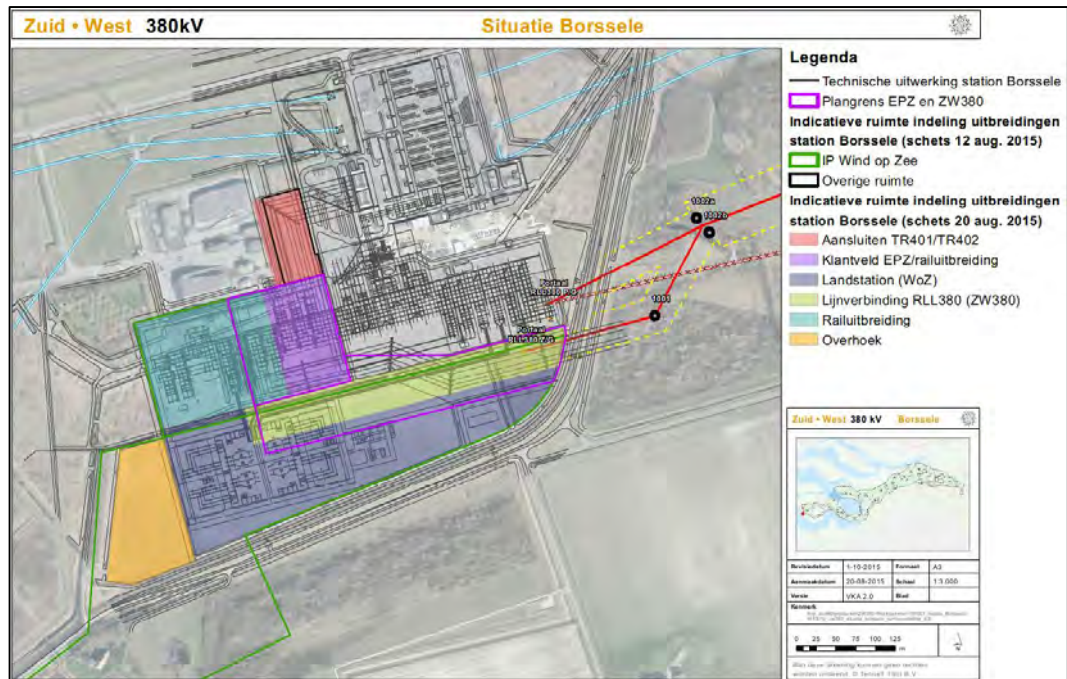 Zuid • West 380kV
Situatie Borssele
Legenda
Technische uitwerking station Borssele
Plangrens EPZ en ZW380
Indicatieve ruimte indeling uitbreidingen
station Borssele (schets 12 aug. 2015)
IP Wind op Zee
Overige ruimte
Indicatieve ruimte indeling uitbreidingen
station Borssele (schets 20 aug. 2015)
Aansluiten TR401/TR402
Klantveld EPZ/railuitbreiding
Landstation (WoZ)
Lijnverbinding RLL380 (ZW380)
Railuitbreiding
Overhoek
1002a
1002b
Portaal
1001
Portaal
Zuid • West 380 kV Borssele
Revisiedatum 1-10-2015 Formaat A3
Aanmaakdatum 20-08-2015 Schaal 1:3.000
Versie VKA 2.0 Blad
Kenmerk
0 25 50 75 100 125
m
N